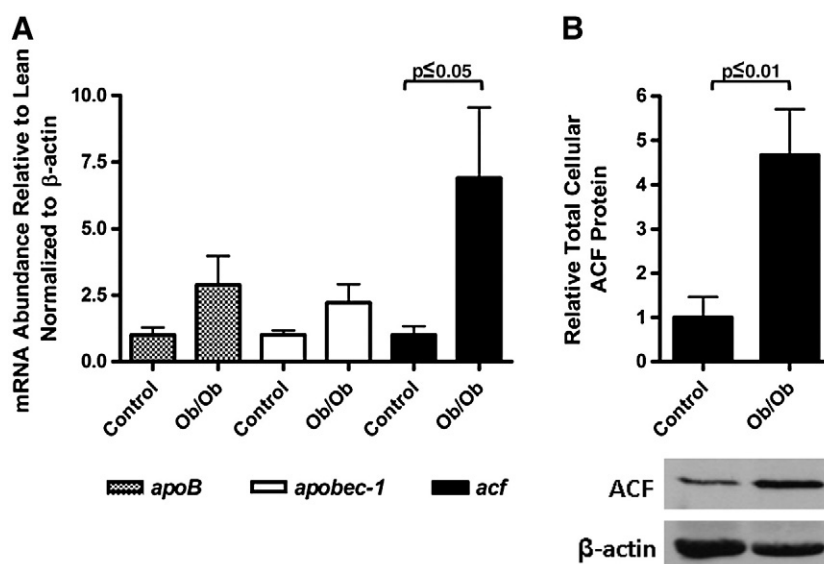 A
mRNA Abundance Relative to Lean
Normalized to β-actin
10.0
7.5
5.0
2.5
0.0
p≤0.05
Control
Ob/Ob
Control
Ob/Ob
Control
Ob/Ob
apoB
apobec-1
acf
B
Relative Total Cellular
ACF Protein
6
5
4
3
2
1
0
p≤0.01
Control
Ob/Ob
ACF
β-actin